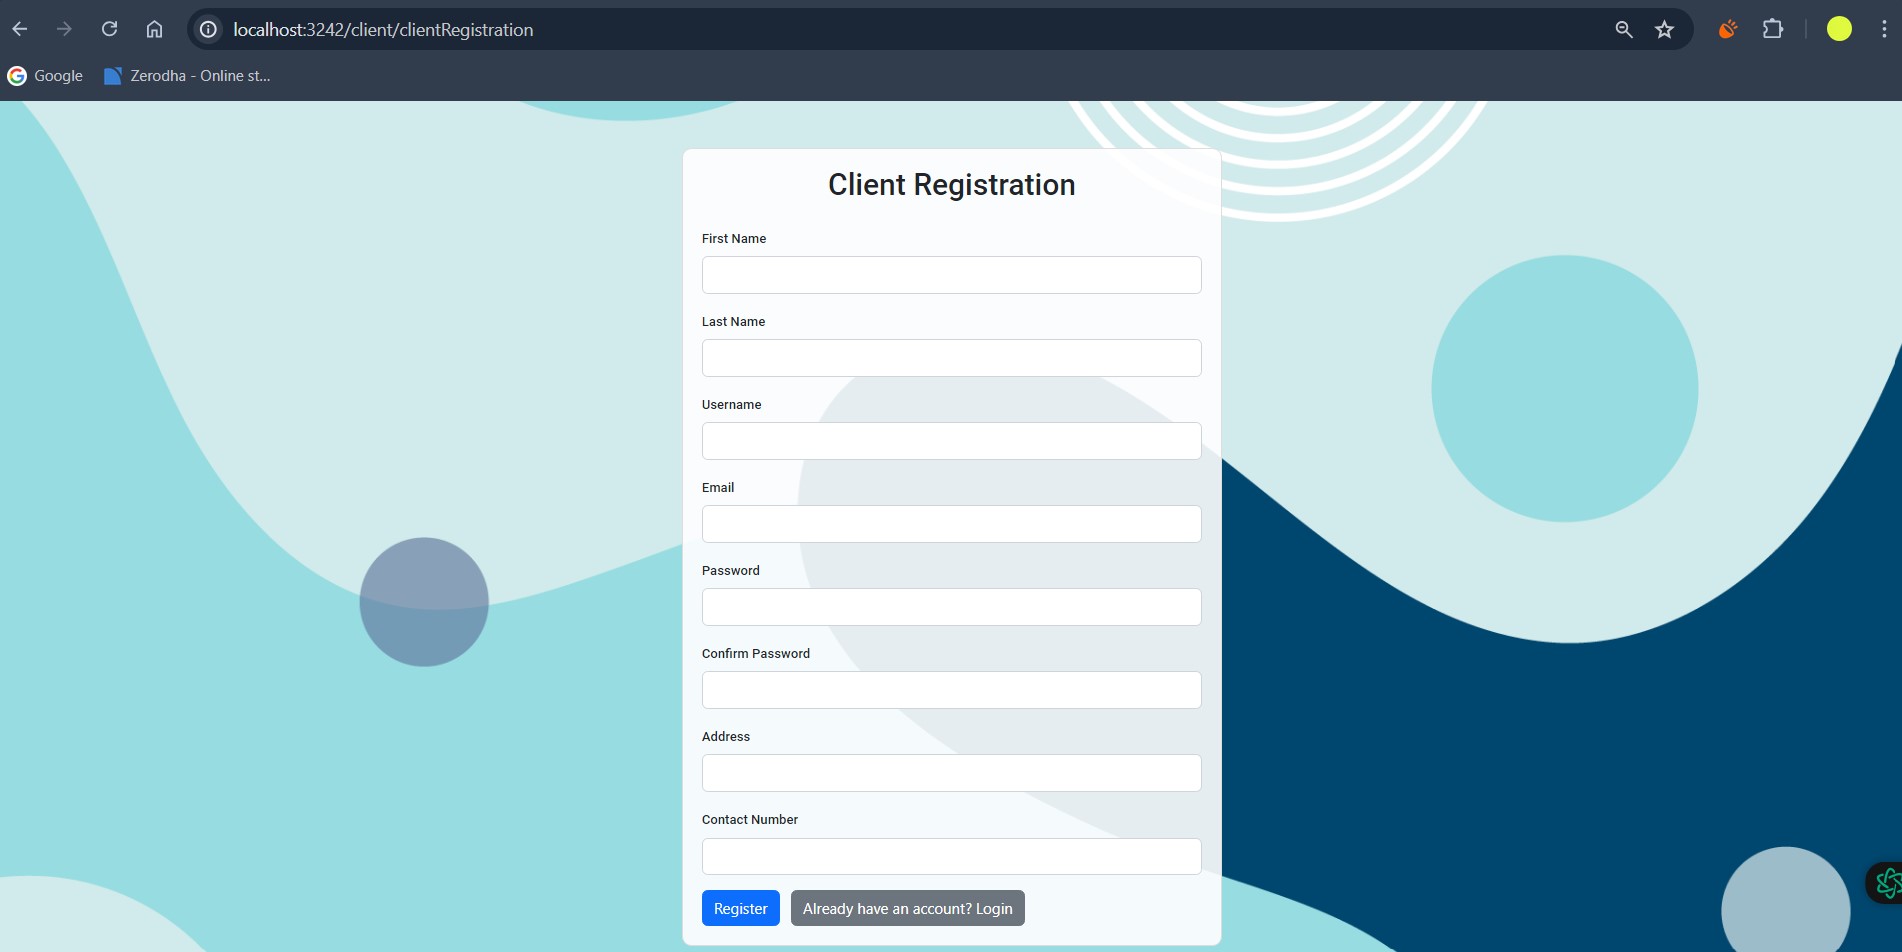 localhost:3242/client/clientRegistration
Google
Zerodha - Online st...
Client Registration
First Name
Last Name
Username
Email
Password
Confirm Password
Address
Contact Number
Register
Already have an account? Login